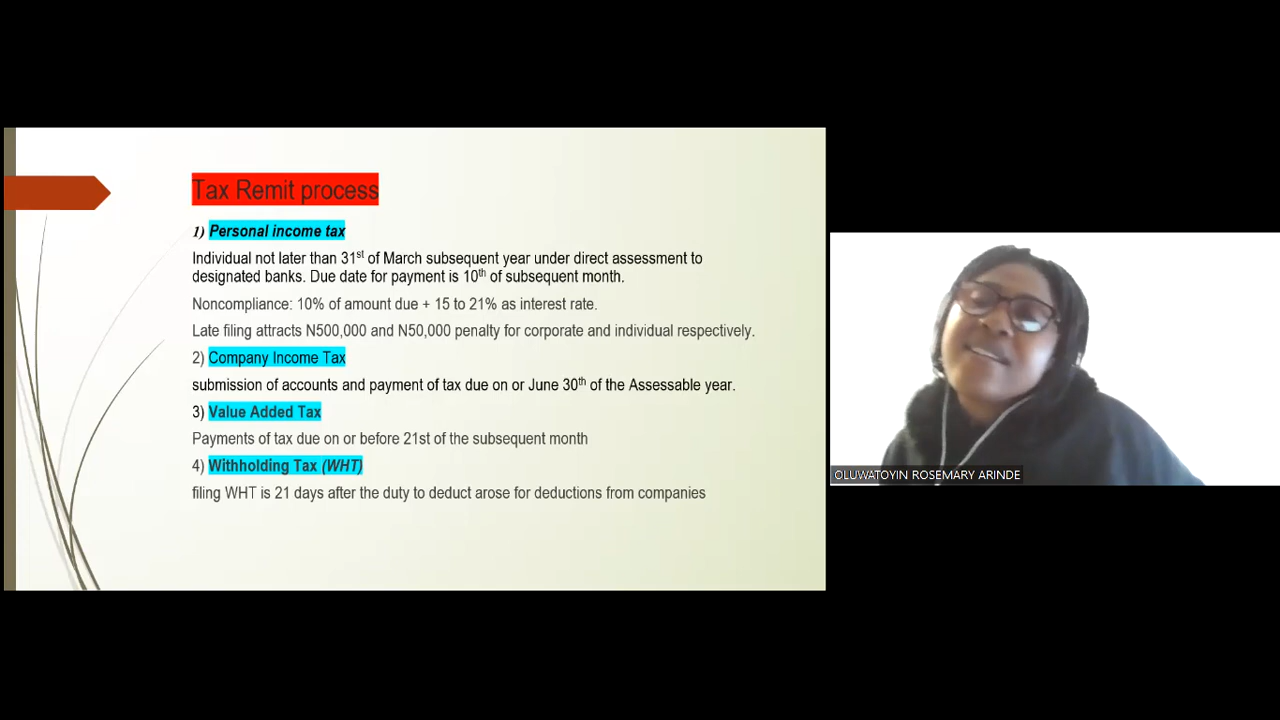 Tax Remit process
1) Personal income tax
Individual not later than 31st of March subsequent year under direct assessment to
designated banks. Due date for payment is 10th of subsequent month.
Noncompliance: 10% of amount due + 15 to 21% as interest rate.
Late filing attracts N500,000 and N50,000 penalty for corporate and individual respectively.
2) Company Income Tax
submission of accounts and payment of tax due on or June 30th of the Assessable year.
3) Value Added Tax
Payments of tax due on or before 21st of the subsequent month
4) Withholding Tax (WHT)
filing WHT is 21 days after the duty to deduct arose for deductions from companies
OLUWATOYIN ROSEMARY ARINDE